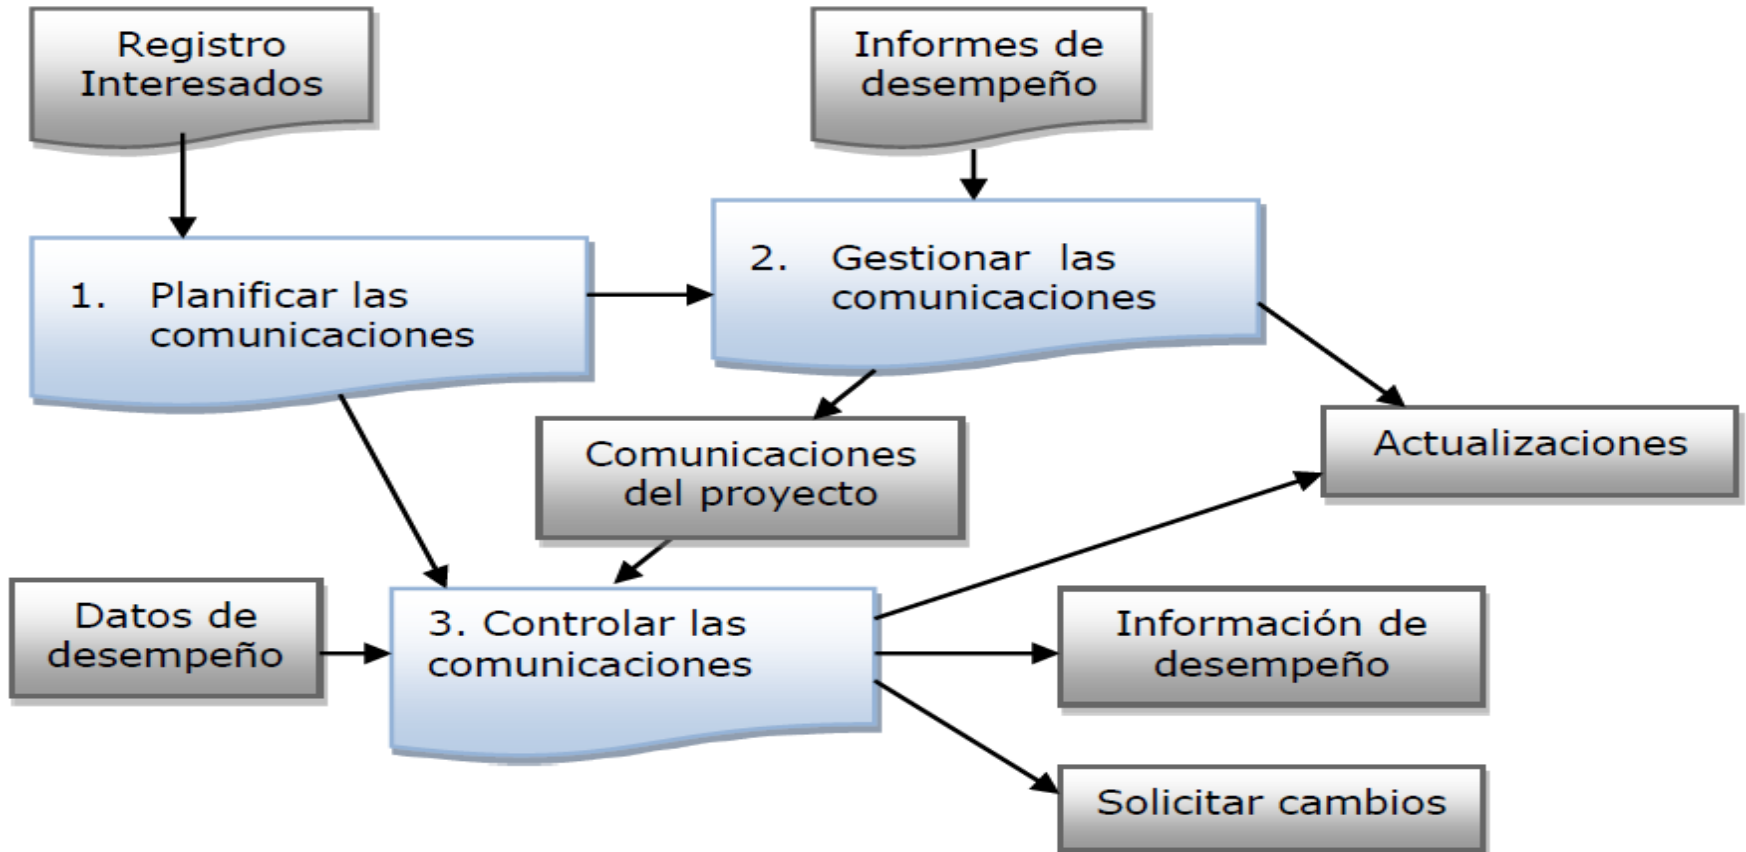 Registro
Interesados
Informes de
desempeño
1. Planificar las
comunicaciones
2. Gestionar las
comunicaciones
Comunicaciones
del proyecto
Actualizaciones
Datos de
desempeño
3. Controlar las
comunicaciones
Información de
desempeño
Solicitar cambios